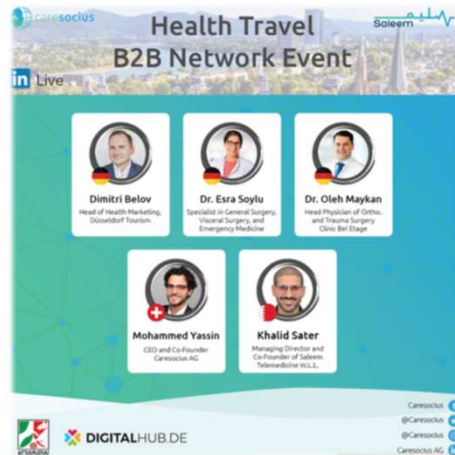 caresocius
Health Travel
B2B Network Event
Saleem سليم
in Live
Dimitri Belov
Head of Health Marketing,
Düsseldorf Tourism
Dr. Esra Soylu
Specialist in General Surgery,
Visceral Surgery, and
Emergency Medicine
Dr. Oleh Maykan
Head Physician of Ortho.
and Trauma Surgery
Clinic Bel Etage
Mohammed Yassin
CEO and Co-Founder
Caresocius AG
Khalid Sater
Managing Director and
Co-Founder of Saleem
Telemedicine W.L.L.
DIGITALHUB.DE
Caresocius
@Caresocius
@Caresocius
Caresocius AG